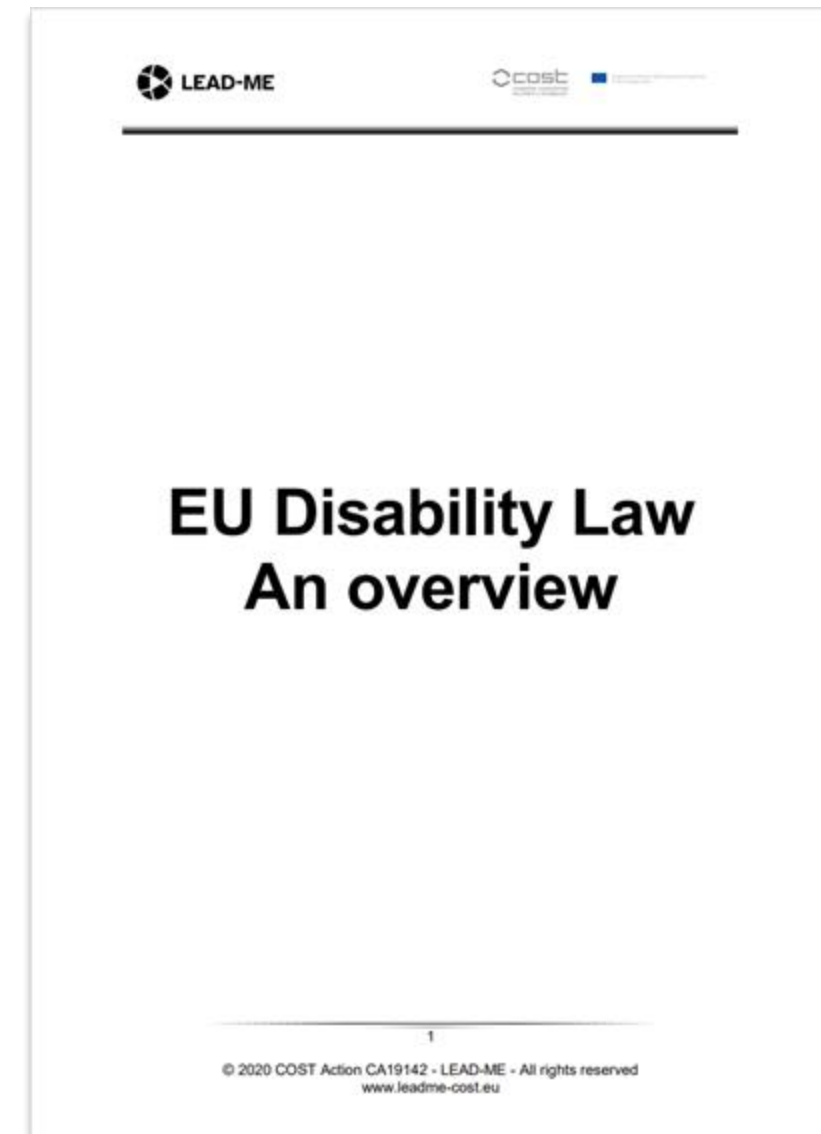 LEAD-ME
cost
EU Disability Law
An overview
1
© 2020 COST Action CA19142 - LEAD-ME - All rights reserved
www.leadme-cost.eu